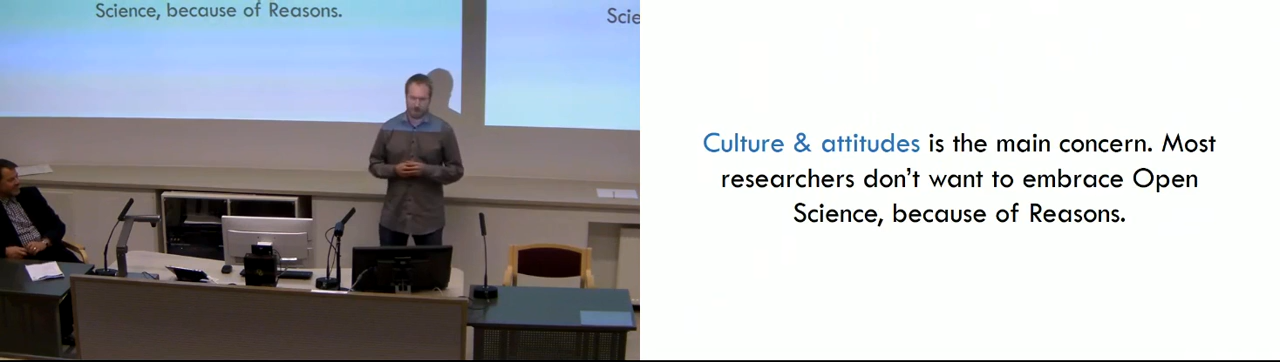 Science, because of Reasons.
Scie
Culture & attitudes is the main concern. Most
researchers don't want to embrace Open
Science, because of Reasons.